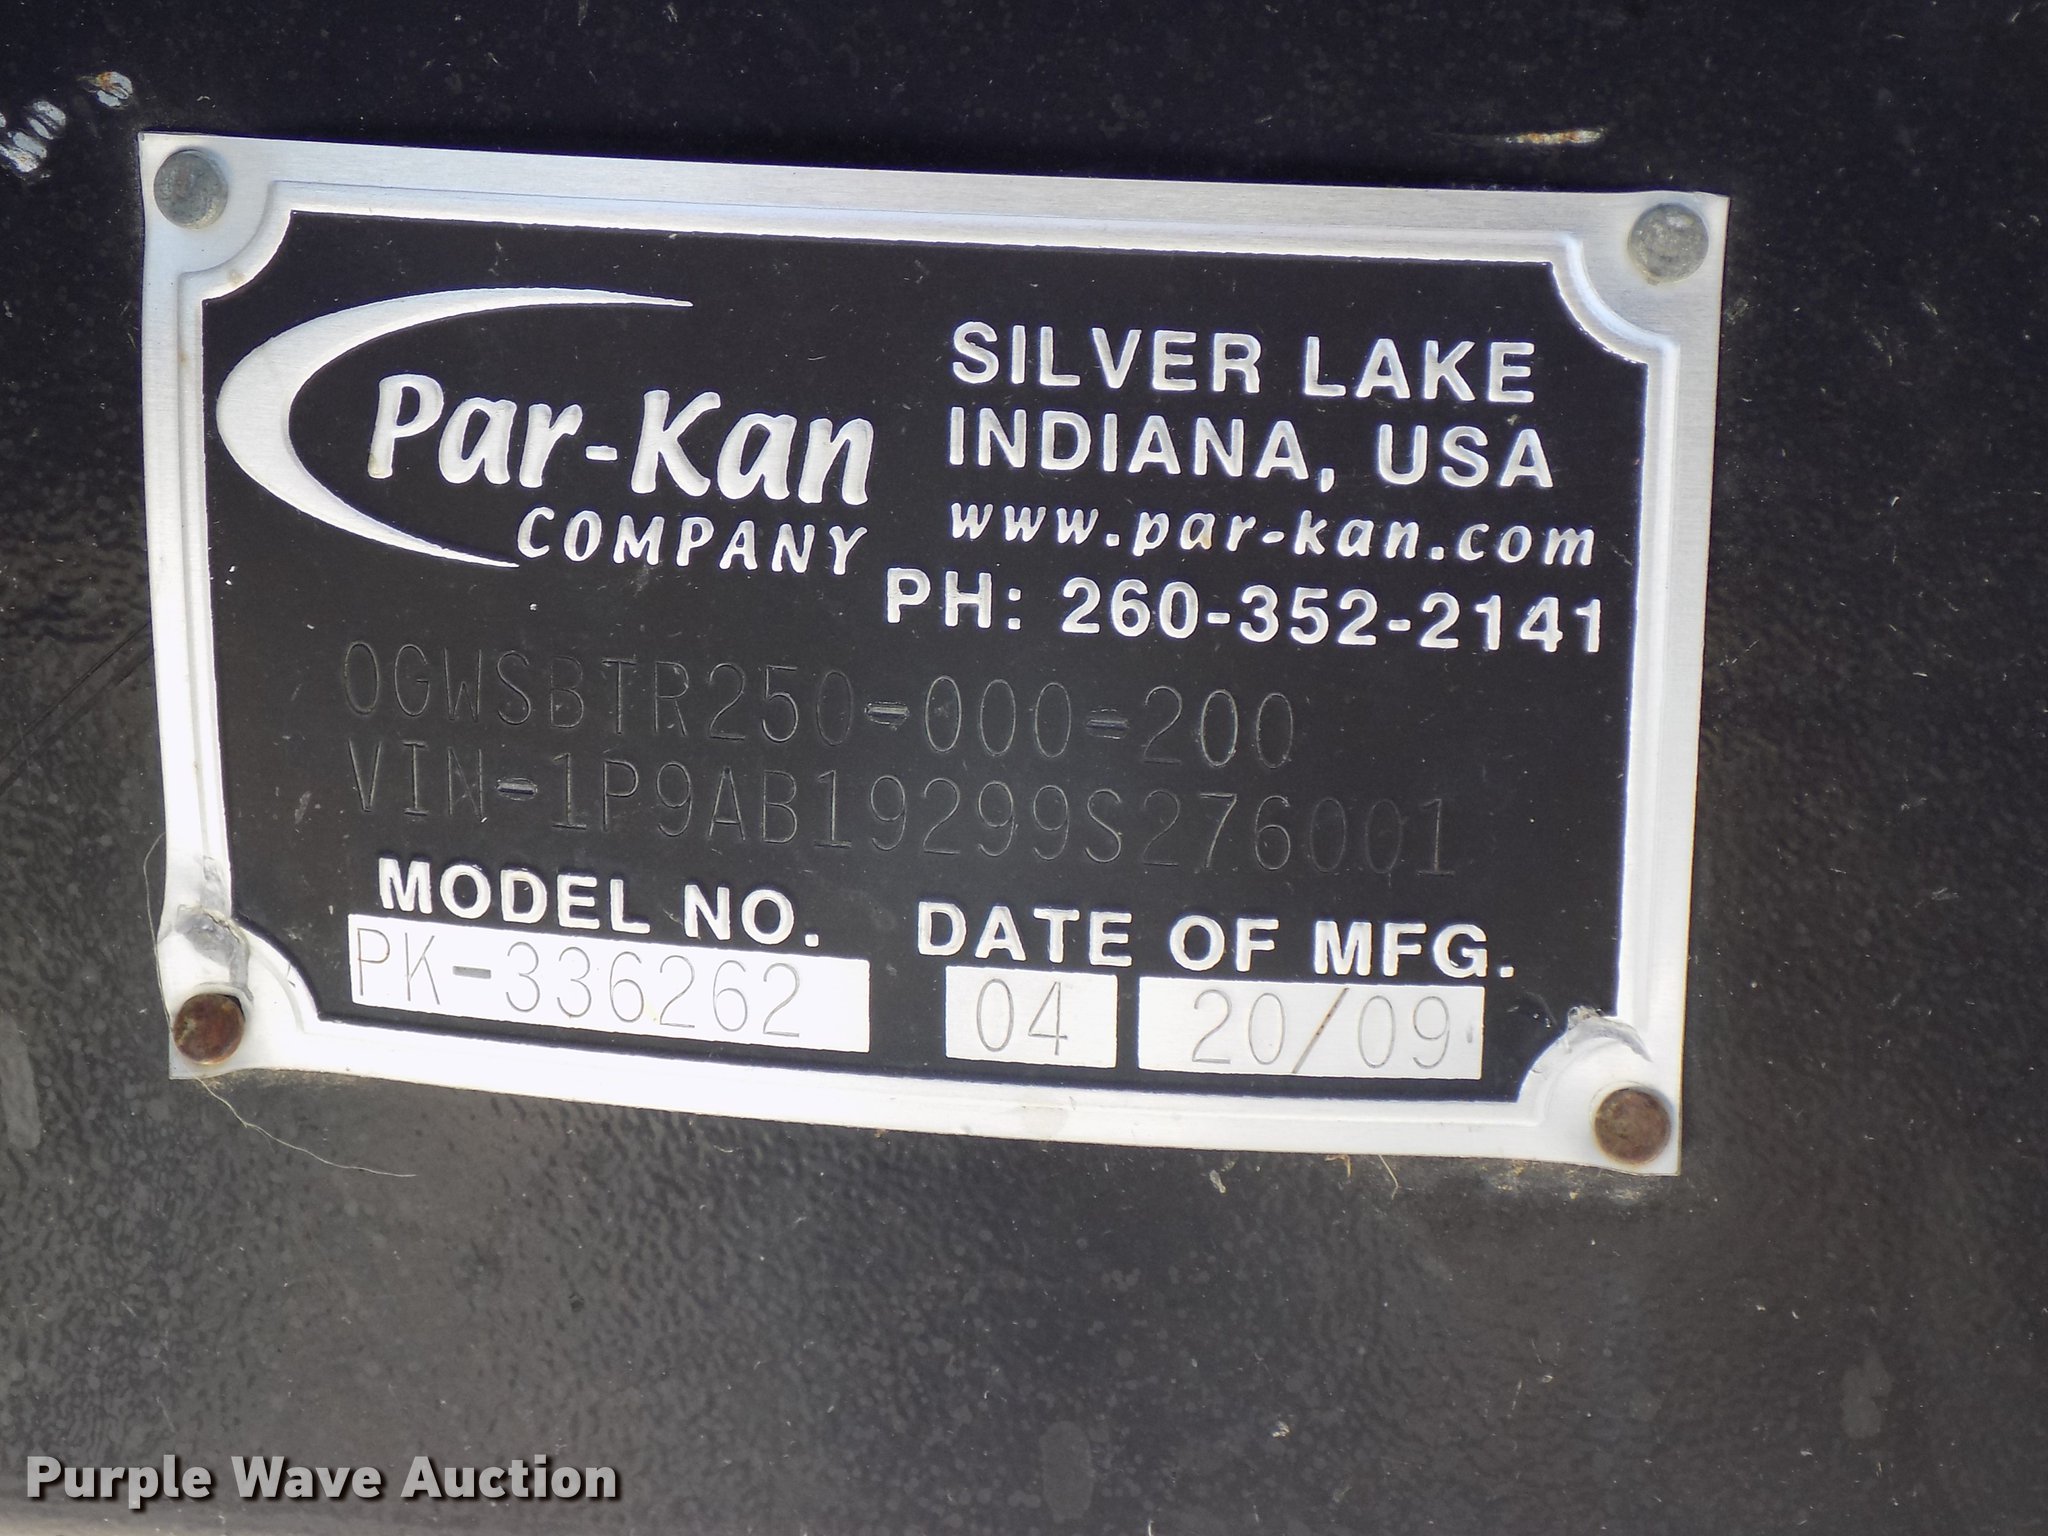 Par-Kan
COMPANY
SILVER LAKE
INDIANA, USA
www.par-kan.com
PH: 260-352-2141
OGWSBTR250-000-200
VIN-1P9AB19299S276001
MODEL NO.
PK-336262
DATE OF MFG.
04 20/09
Purple Wave Auction